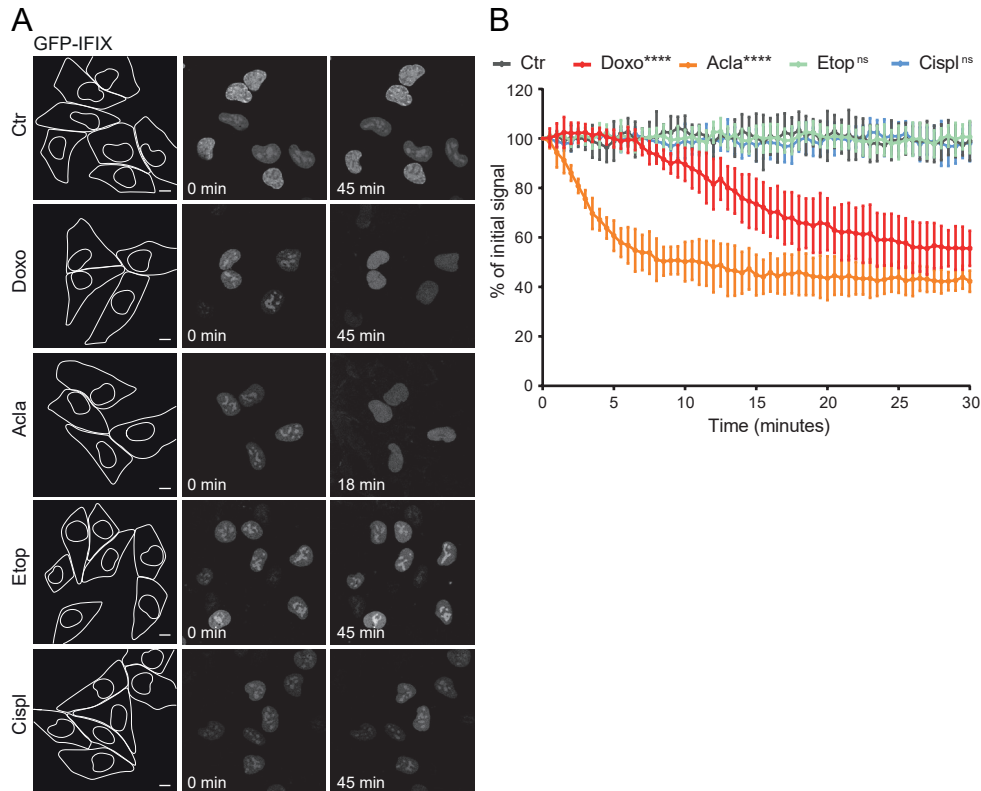 A
GFP-IFIX
Ctr
0 min
45 min
Doxo
0 min
45 min
Acla
0 min
18 min
Etop
0 min
45 min
Cispl
0 min
45 min
B
Ctr Doxo**** Acla**** Etop ns Cispl ns
% of initial signal
120
100
80
60
40
20
0
0 5 10 15 20 25 30
Time (minutes)